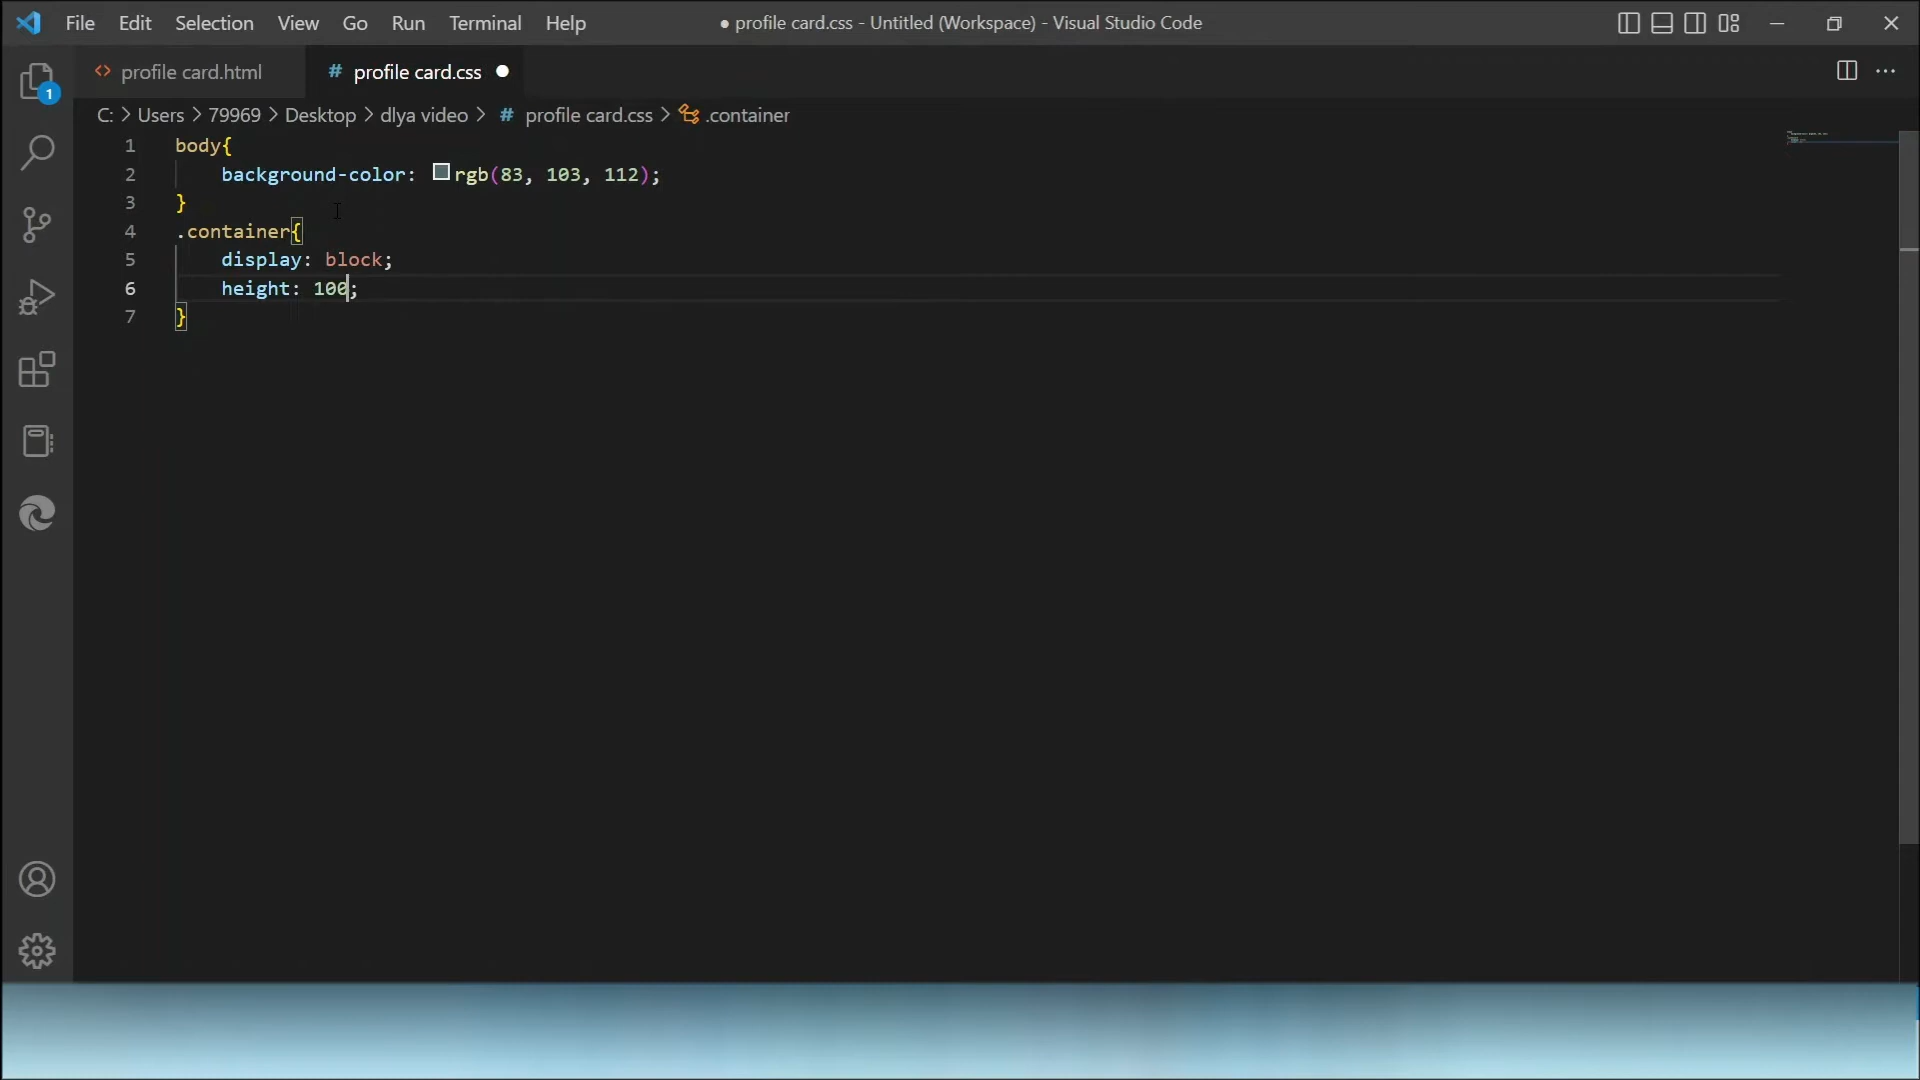 File Edit Selection View Go Run Terminal Help
● profile card.css - Untitled (Workspace) - Visual Studio Code
profile card.html
# profile card.css ●
C: > Users > 79969 > Desktop > dlya video > # profile card.css > .container
1
1 body{
2 background-color: rgb(83, 103, 112);
3 }
4 .container{
5 display: block;
6 height: 100;
7 }